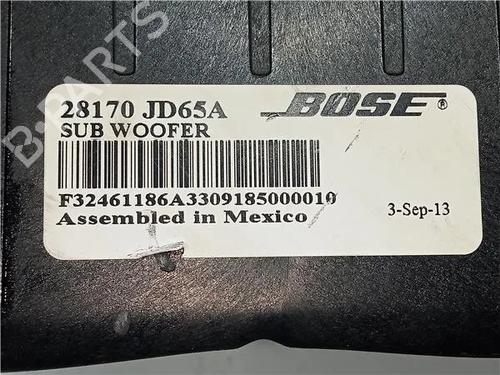 28170 JD65A
BOSE®
SUB WOOFER
F32461186A3309185000010
Assembled in Mexico
3-Sep-13
B-PARTS